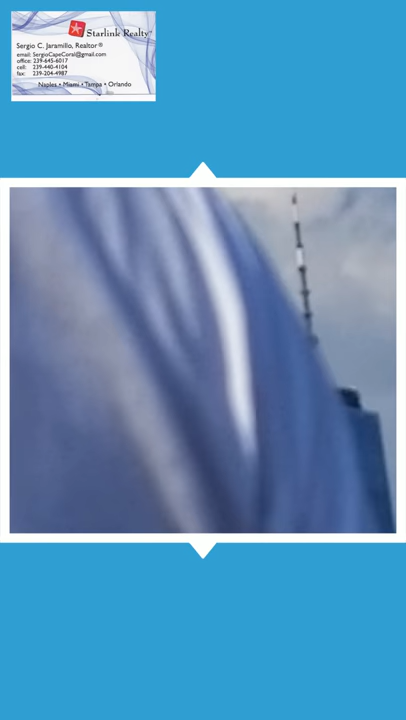 Starlink Realty
Sergio C. Jaramillo, Realtor®
email: SergioCapeCoral@gmail.com
office: 239-645-6017
cell: 239-440-4104
fax: 239-204-4987
Naples • Miami • Tampa • Orlando